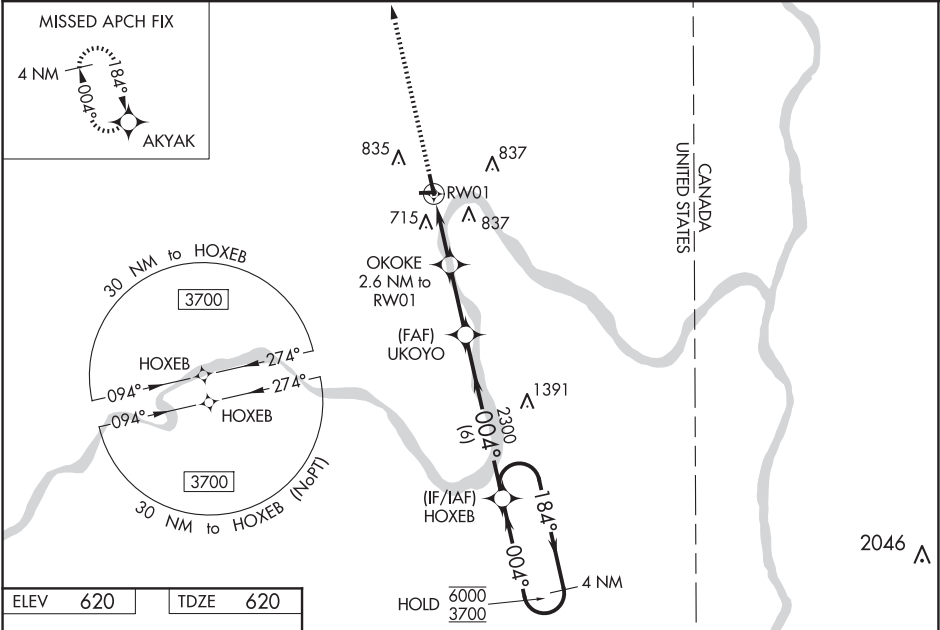 MISSED APCH FIX
4 NM
184°
004°
AKYAK
835
837
RW01
715
837
CANADA
UNITED STATES
OKOKE
2.6 NM to
RW01
(FAF)
UKOYO
30 NM to HOXEB
3700
HOXEB
094°
274°
094°
274°
HOXEB
3700
30 NM to HOXEB (NoPT)
1391
2300
004°
(6)
(IF/IAF)
HOXEB
184°
004°
4 NM
HOLD
6000
3700
2046
ELEV 620
TDZE 620